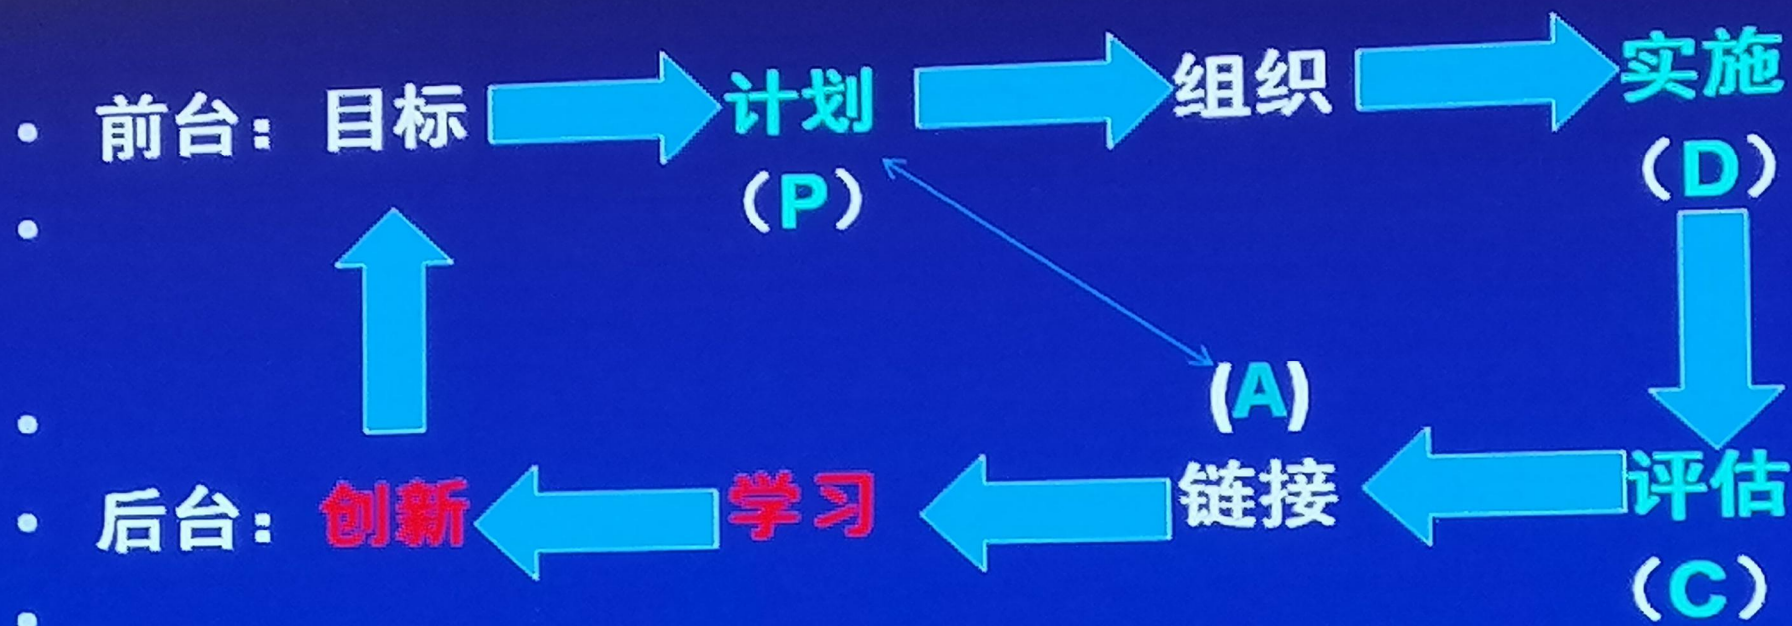 前台：目标 计划 组织 实施
（P） （D）
(A)
后台：创新 学习 链接 评估
（C）